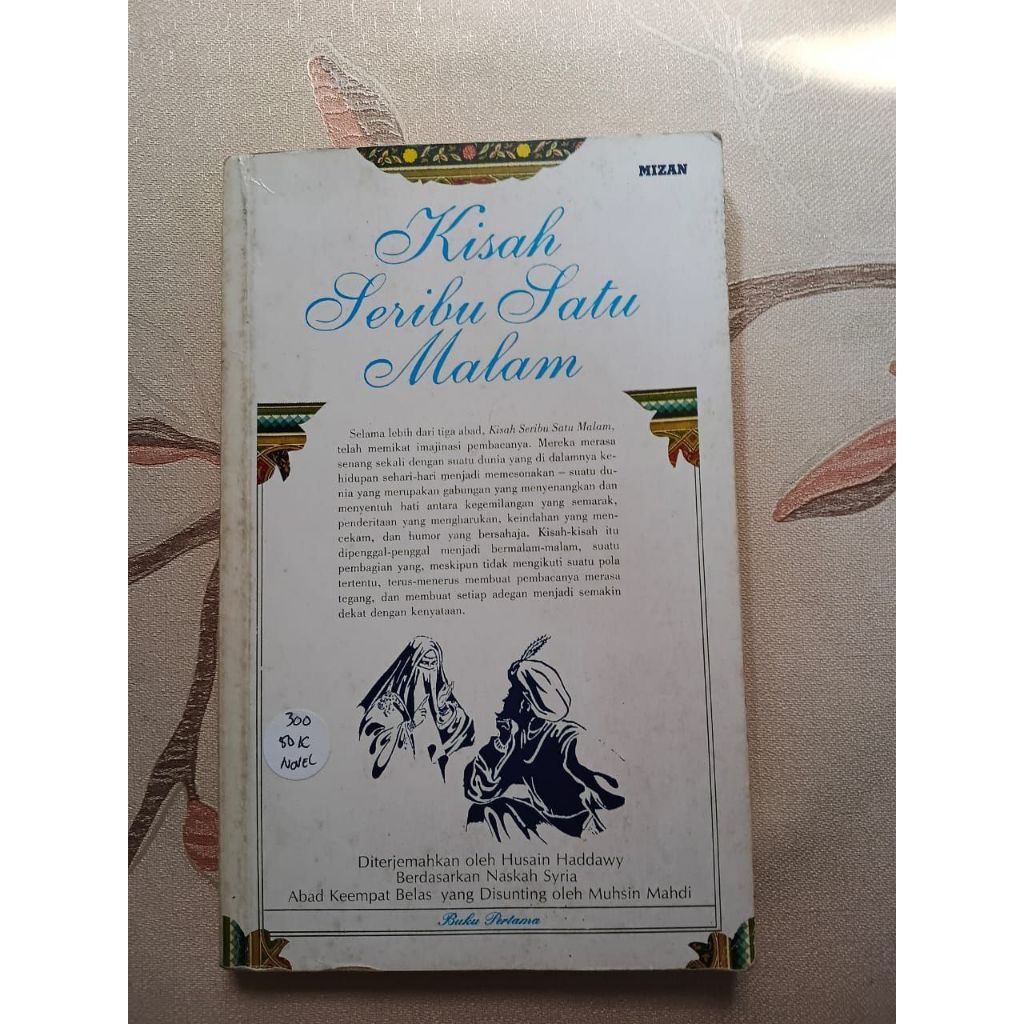 MIZAN
Kisah
Seribu Satu
Malam
Selama lebih dari tiga abad, Kisah Seribu Satu Malam,
telah memikat imajinasi pembacanya. Mereka merasa
senang sekali dengan suatu dunia yang di dalamnya ke-
hidupan sehari-hari menjadi memesonakan – suatu du-
nia yang merupakan gabungan yang menyenangkan dan
menyentuh hati antara kegemilangan yang semarak,
penderitaan yang mengharukan, keindahan yang men-
cekam, dan humor yang bersahaja. Kisah-kisah itu
dipenggal-penggal menjadi bermalam-malam, suatu
pembagian yang, meskipun tidak mengikuti suatu pola
tertentu, terus-menerus membuat pembacanya merasa
tegang, dan membuat setiap adegan menjadi semakin
dekat dengan kenyataan.
300
50 K
NOVEL
Diterjemahkan oleh Husain Haddawy
Berdasarkan Naskah Syria
Abad Keempat Belas yang Disunting oleh Muhsin Mahdi
Buku Pertama